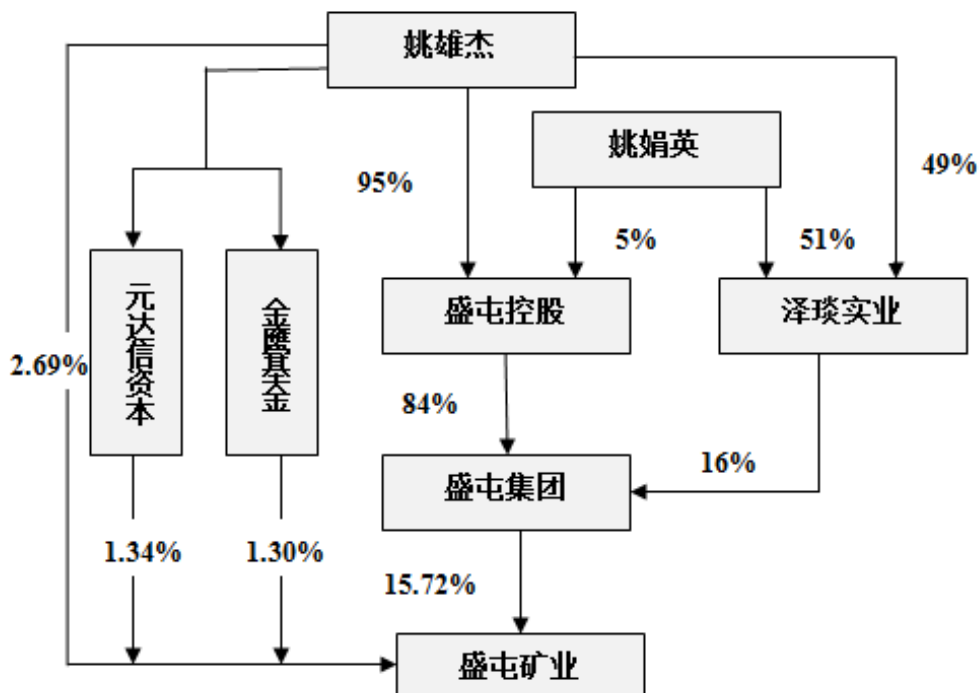 姚雄杰
姚娟英
95%
49%
5%
51%
元达信资本
金鹰基金
盛屯控股
泽琰实业
2.69%
84%
盛屯集团
16%
1.34%
1.30%
15.72%
盛屯矿业